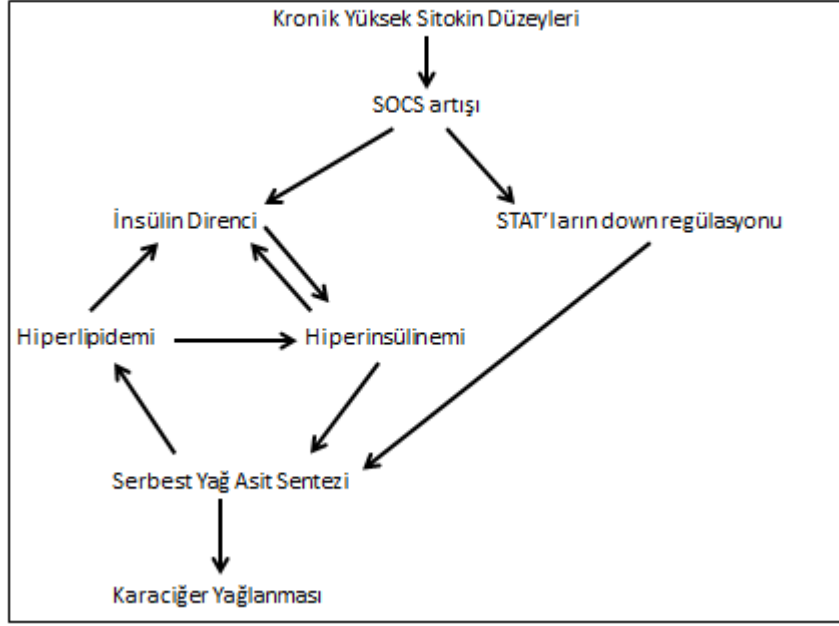 Kronik Yüksek Sitokin Düzeyleri
SOCS artışı
İnsülin Direnci
STAT'ların down regülasyonu
Hiperlipidemi
Hiperinsülinemi
Serbest Yağ Asit Sentezi
Karaciğer Yağlanması